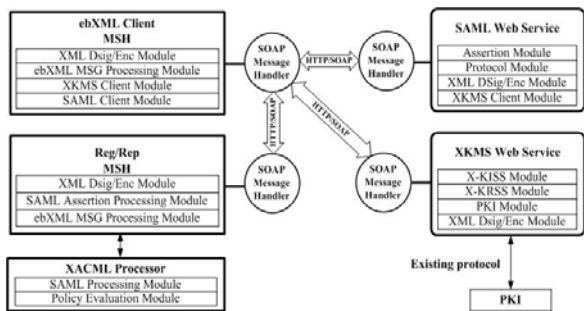 ebXML Client
MSH
XML Dsig/Enc Module
ebXML MSG Processing Module
XKMS Client Module
SAML Client Module
SOAP
Message
Handler
HTTP/SOAP
SOAP
Message
Handler
SAML Web Service
Assertion Module
Protocol Module
XML DSig/Enc Module
XKMS Client Module
HTTP/SOAP
HTTP/SOAP
Reg/Rep
MSH
XML Dsig/Enc Module
SAML Assertion Processing Module
ebXML MSG Processing Module
SOAP
Message
Handler
SOAP
Message
Handler
XKMS Web Service
X-KISS Module
X-KRSS Module
PKI Module
XML Dsig/Enc Module
XACML Processor
SAML Processing Module
Policy Evaluation Module
Existing protocol
PKI